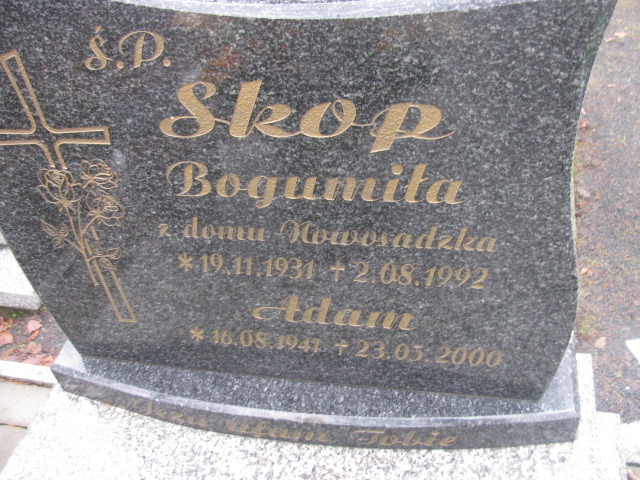 Ś.P.
Skop
Bogumiła
z domu Nowosadzka
*19.11.1931 +2.08.1992
Adam
*16.08.1941 +23.05.2000
Jezu Ufam Tobie